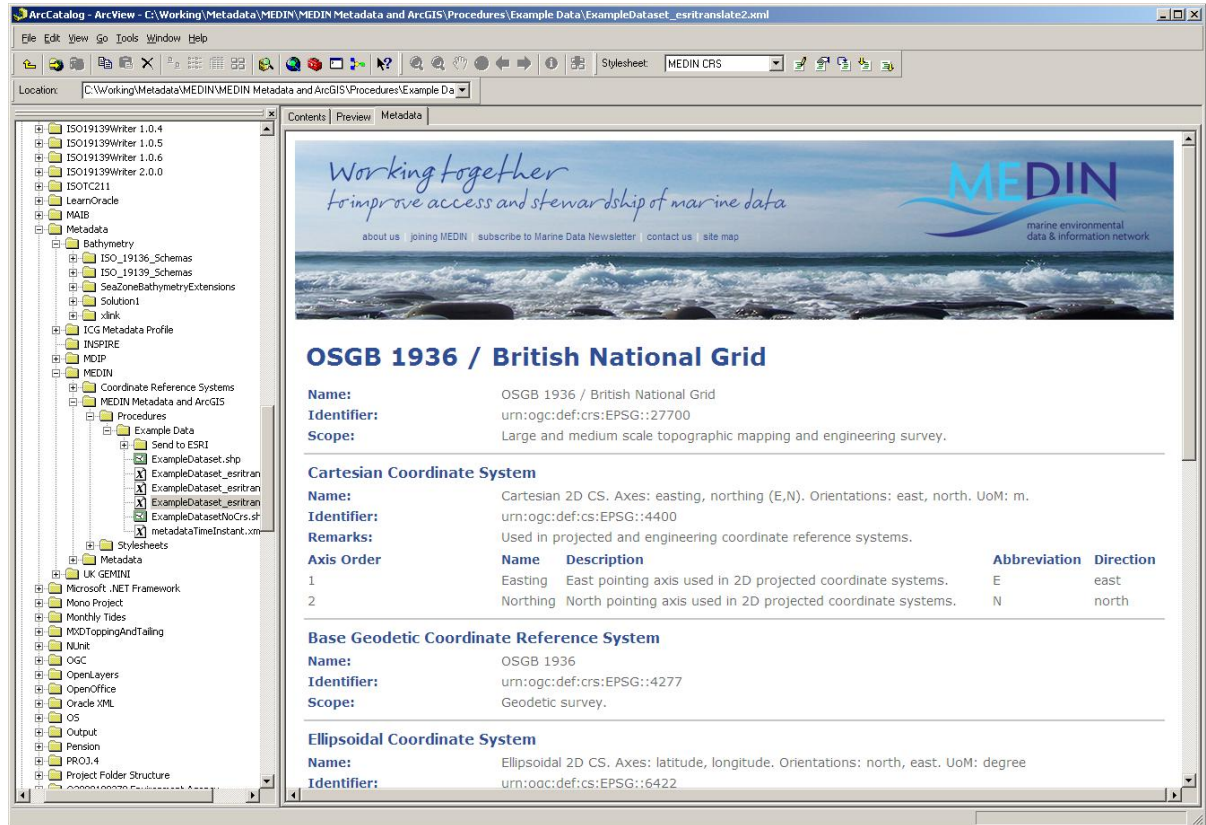 ArcCatalog - ArcView - C:\Working\Metadata\MEDIN\MEDIN Metadata and ArcGIS\Procedures\Example Data\ExampleDataset_esritranslate2.xml
File Edit View Go Tools Window Help
Stylesheet: MEDIN CRS
Location: C:\Working\Metadata\MEDIN\MEDIN Metadata and ArcGIS\Procedures\Example Da
ISO19139Writer 1.0.4
ISO19139Writer 1.0.5
ISO19139Writer 1.0.6
ISO19139Writer 2.0.0
ISOTC211
LearnOracle
MAIB
Metadata
Bathymetry
ISO_19136_Schemas
ISO_19139_Schemas
SeaZoneBathymetryExtensions
Solution1
xlink
ICG Metadata Profile
INSPIRE
MDIP
MEDIN
Coordinate Reference Systems
MEDIN Metadata and ArcGIS
Procedures
Example Data
Send to ESRI
ExampleDataset.shp
ExampleDataset_esritran
ExampleDataset_esritran
ExampleDataset_esritran
ExampleDatasetNoCrs.sh
metadataTimeInstant.xm
Stylesheets
Metadata
UK GEMINI
Microsoft .NET Framework
Mono Project
Monthly Tides
MXDToppingAndTailing
NUnit
OGC
OpenLayers
OpenOffice
Oracle XML
OS
Output
Pension
PROJ.4
Project Folder Structure
Contents Preview Metadata
Working together
to improve access and stewardship of marine data
about us joining MEDIN subscribe to Marine Data Newsletter contact us site map
MEDIN
marine environmental
data & information network
OSGB 1936 / British National Grid
Name: OSGB 1936 / British National Grid
Identifier: urn:ogc:def:crs:EPSG::27700
Scope: Large and medium scale topographic mapping and engineering survey.
Cartesian Coordinate System
Name: Cartesian 2D CS. Axes: easting, northing (E,N). Orientations: east, north. UoM: m.
Identifier: urn:ogc:def:cs:EPSG::4400
Remarks: Used in projected and engineering coordinate reference systems.
Axis Order Name Description Abbreviation Direction
1 Easting East pointing axis used in 2D projected coordinate systems. E east
2 Northing North pointing axis used in 2D projected coordinate systems. N north
Base Geodetic Coordinate Reference System
Name: OSGB 1936
Identifier: urn:ogc:def:crs:EPSG::4277
Scope: Geodetic survey.
Ellipsoidal Coordinate System
Name: Ellipsoidal 2D CS. Axes: latitude, longitude. Orientations: north, east. UoM: degree
Identifier: urn:ogc:def:cs:EPSG::6422